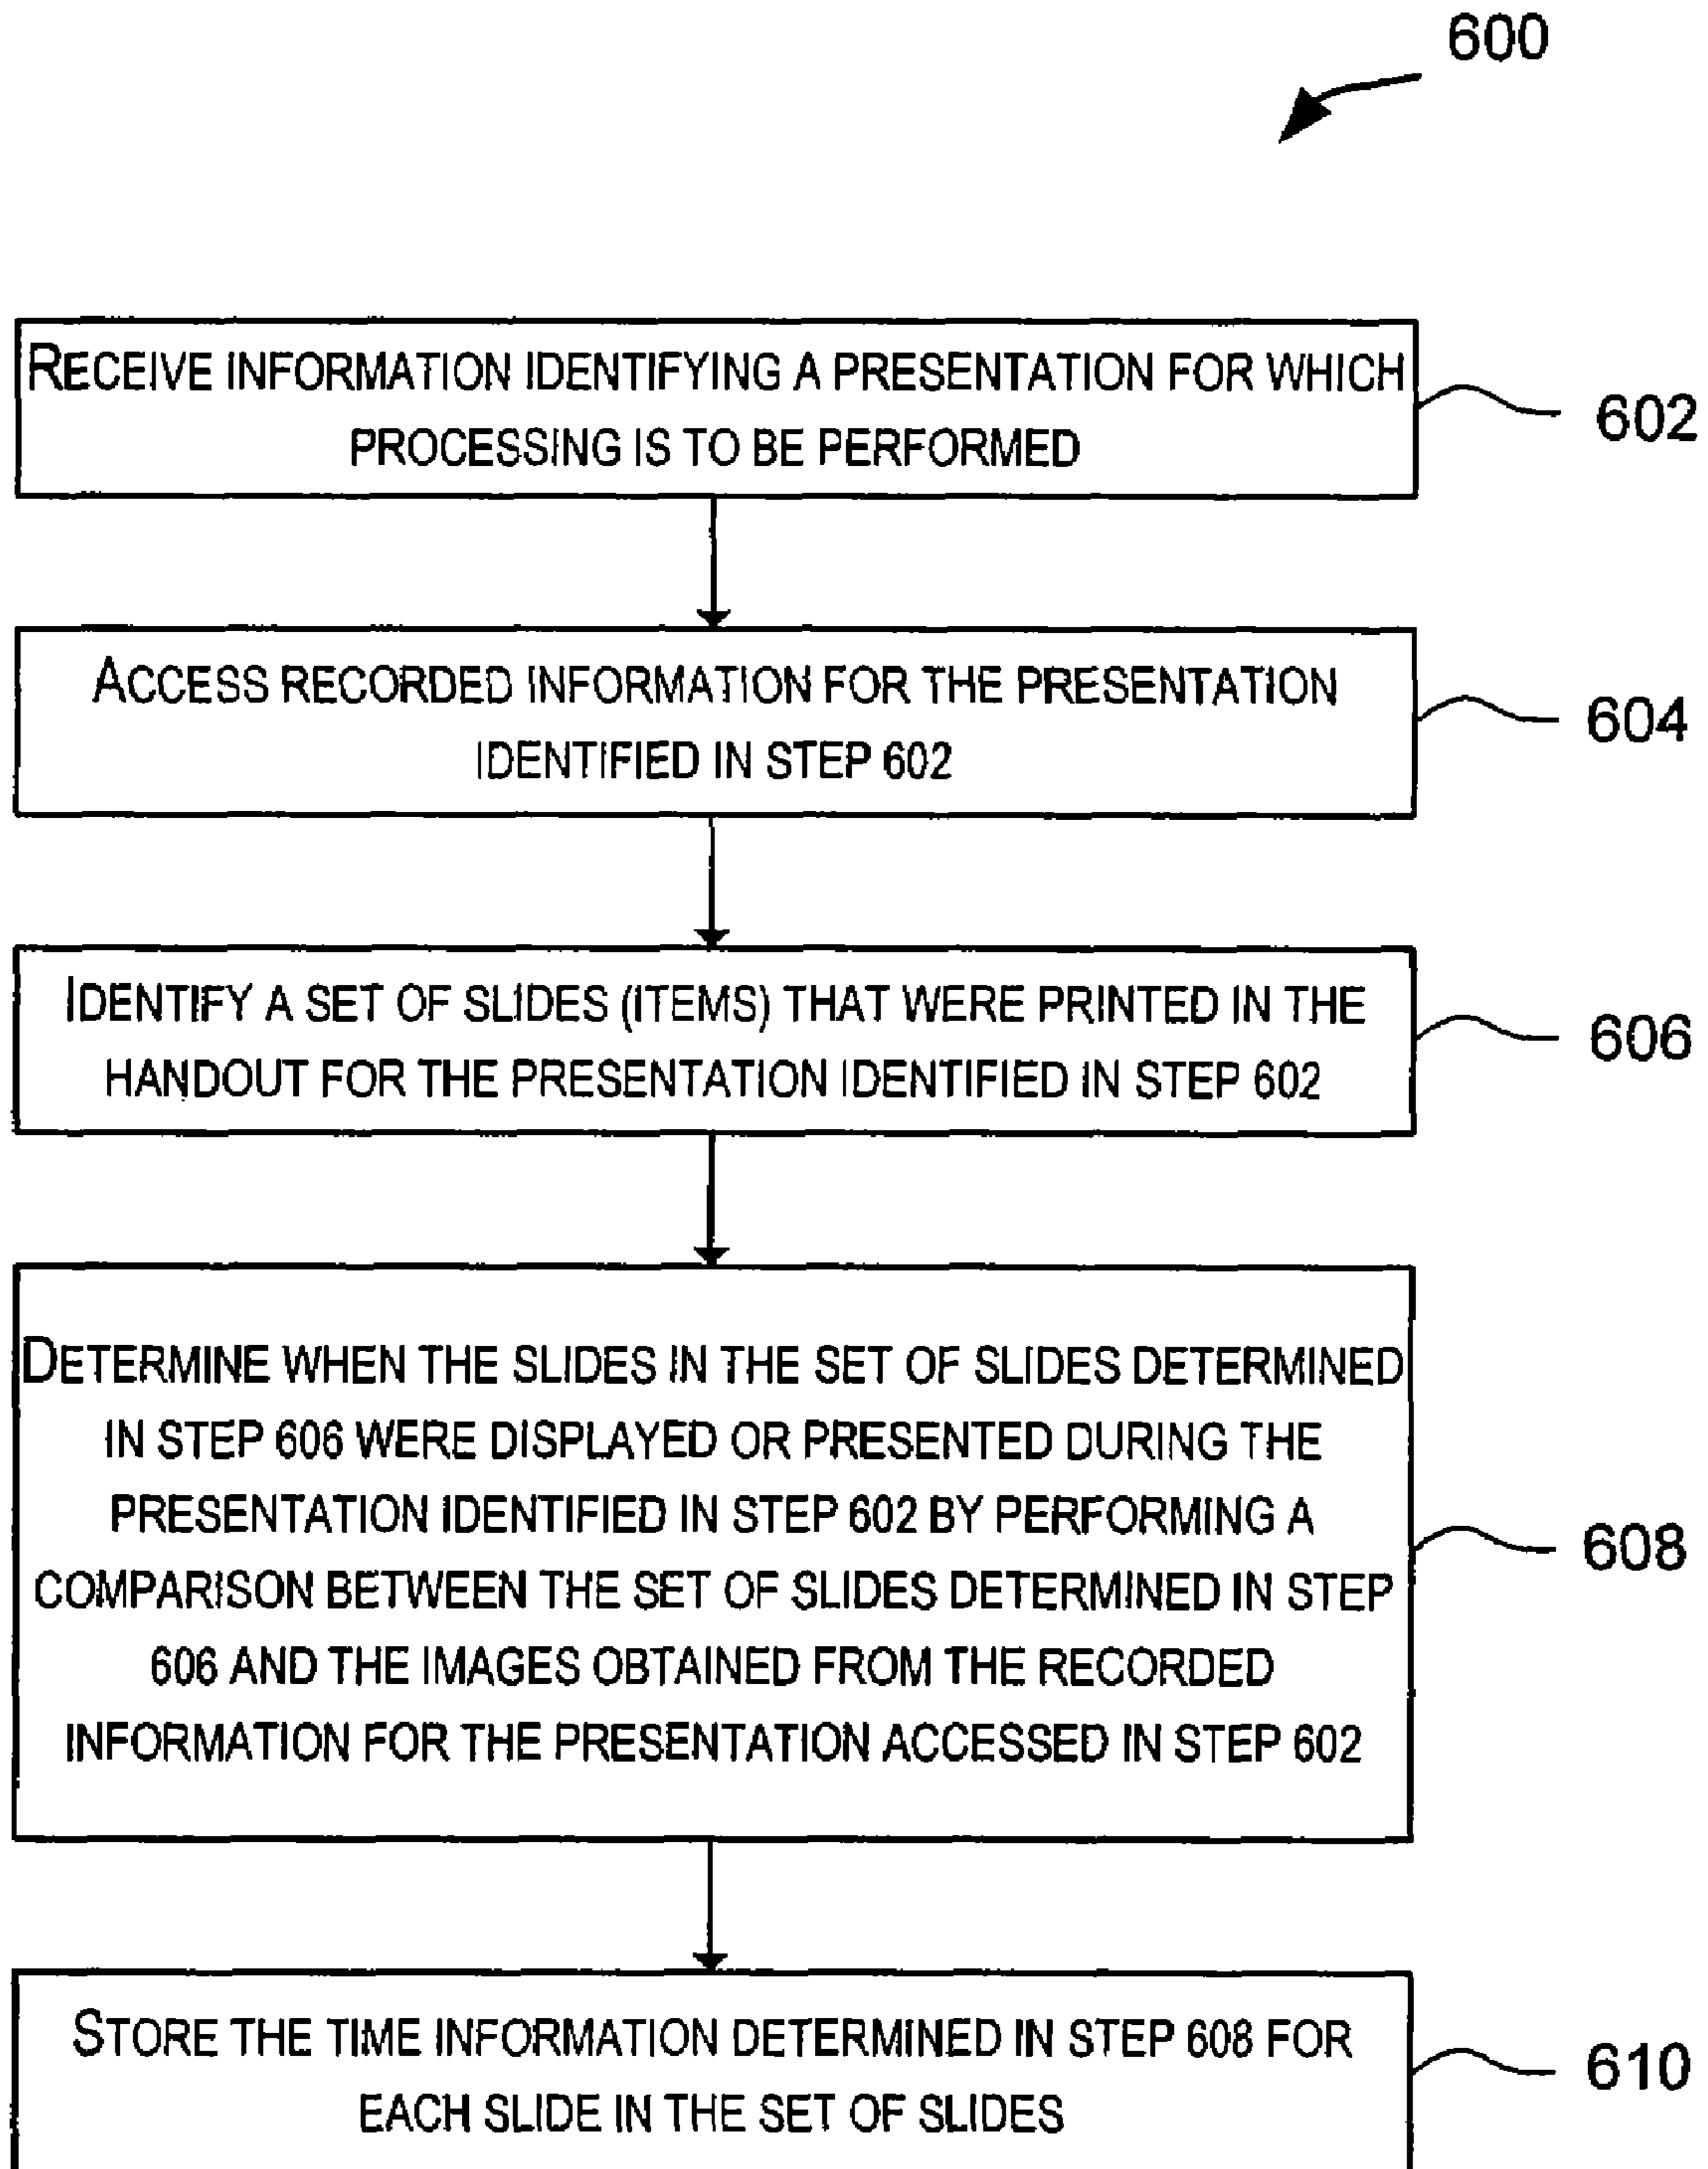 600
RECEIVE INFORMATION IDENTIFYING A PRESENTATION FOR WHICH
PROCESSING IS TO BE PERFORMED
602
ACCESS RECORDED INFORMATION FOR THE PRESENTATION
IDENTIFIED IN STEP 602
604
IDENTIFY A SET OF SLIDES (ITEMS) THAT WERE PRINTED IN THE
HANDOUT FOR THE PRESENTATION IDENTIFIED IN STEP 602
606
DETERMINE WHEN THE SLIDES IN THE SET OF SLIDES DETERMINED
IN STEP 606 WERE DISPLAYED OR PRESENTED DURING THE
PRESENTATION IDENTIFIED IN STEP 602 BY PERFORMING A
COMPARISON BETWEEN THE SET OF SLIDES DETERMINED IN STEP
606 AND THE IMAGES OBTAINED FROM THE RECORDED
INFORMATION FOR THE PRESENTATION ACCESSED IN STEP 602
608
STORE THE TIME INFORMATION DETERMINED IN STEP 608 FOR
EACH SLIDE IN THE SET OF SLIDES
610